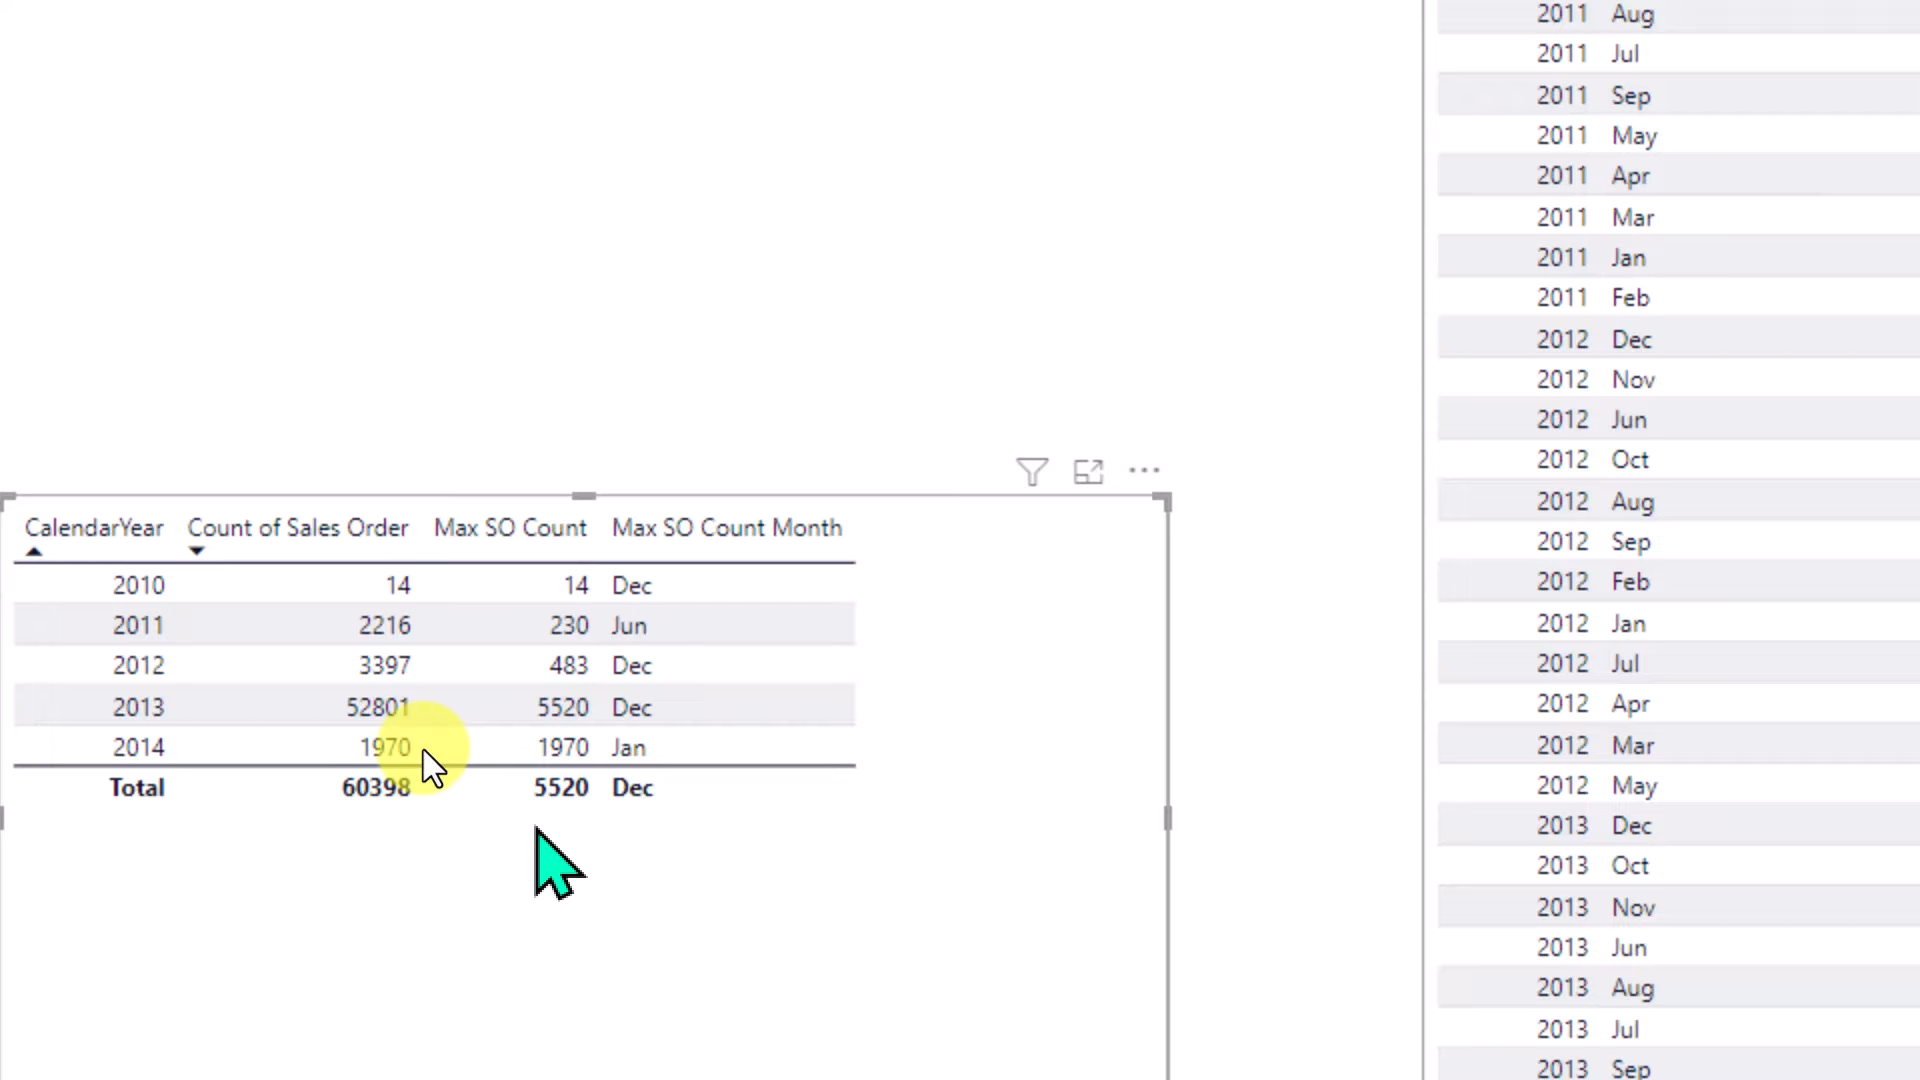 CalendarYear Count of Sales Order Max SO Count Max SO Count Month
2010 14 14 Dec
2011 2216 230 Jun
2012 3397 483 Dec
2013 52801 5520 Dec
2014 1970 1970 Jan
Total 60398 5520 Dec
2011 Aug
2011 Jul
2011 Sep
2011 May
2011 Apr
2011 Mar
2011 Jan
2011 Feb
2012 Dec
2012 Nov
2012 Jun
2012 Oct
2012 Aug
2012 Sep
2012 Feb
2012 Jan
2012 Jul
2012 Apr
2012 Mar
2012 May
2013 Dec
2013 Oct
2013 Nov
2013 Jun
2013 Aug
2013 Jul
2013 Sep